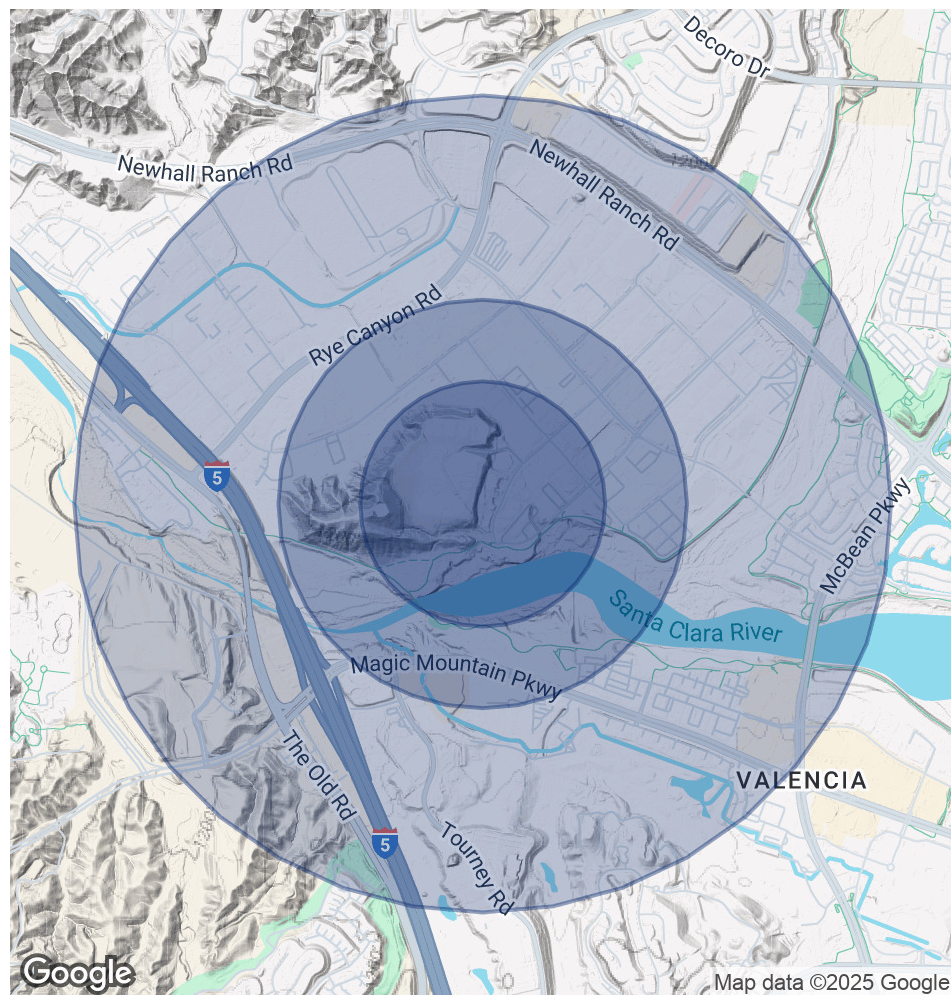 Decoro Dr
Newhall Ranch Rd
Newhall Ranch Rd
Rye Canyon Rd
5
McBean Pkwy
Santa Clara River
Magic Mountain Pkwy
The Old Rd
VALENCIA
5
Tourney Rd
Google
Map data ©2025 Google